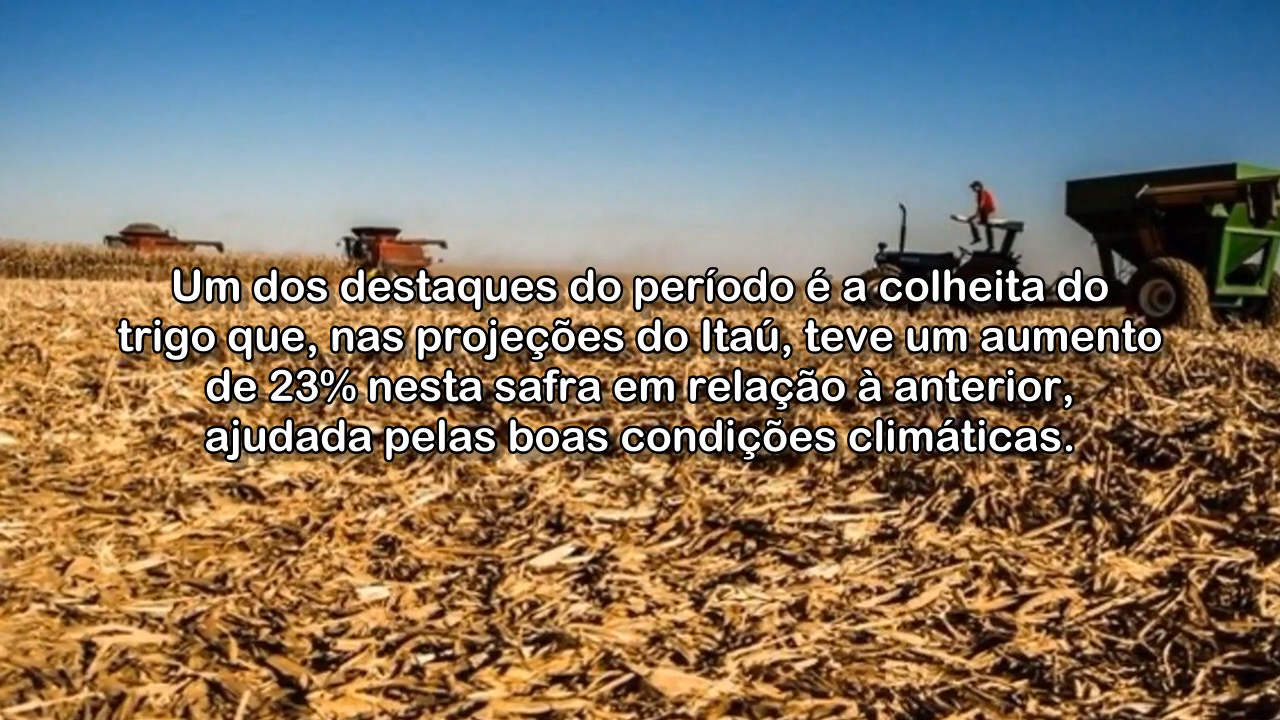 Um dos destaques do período é a colheita do
trigo que, nas projeções do Itaú, teve um aumento
de 23% nesta safra em relação à anterior,
ajudada pelas boas condições climáticas.